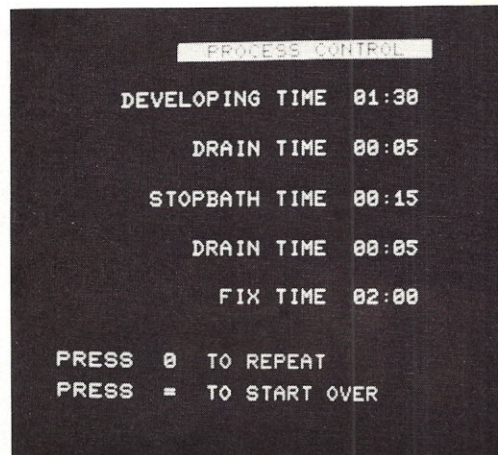 PROCESS CONTROL
DEVELOPING TIME 01:30
DRAIN TIME 00:05
STOPBATH TIME 00:15
DRAIN TIME 00:05
FIX TIME 02:00
PRESS 0 TO REPEAT
PRESS = TO START OVER